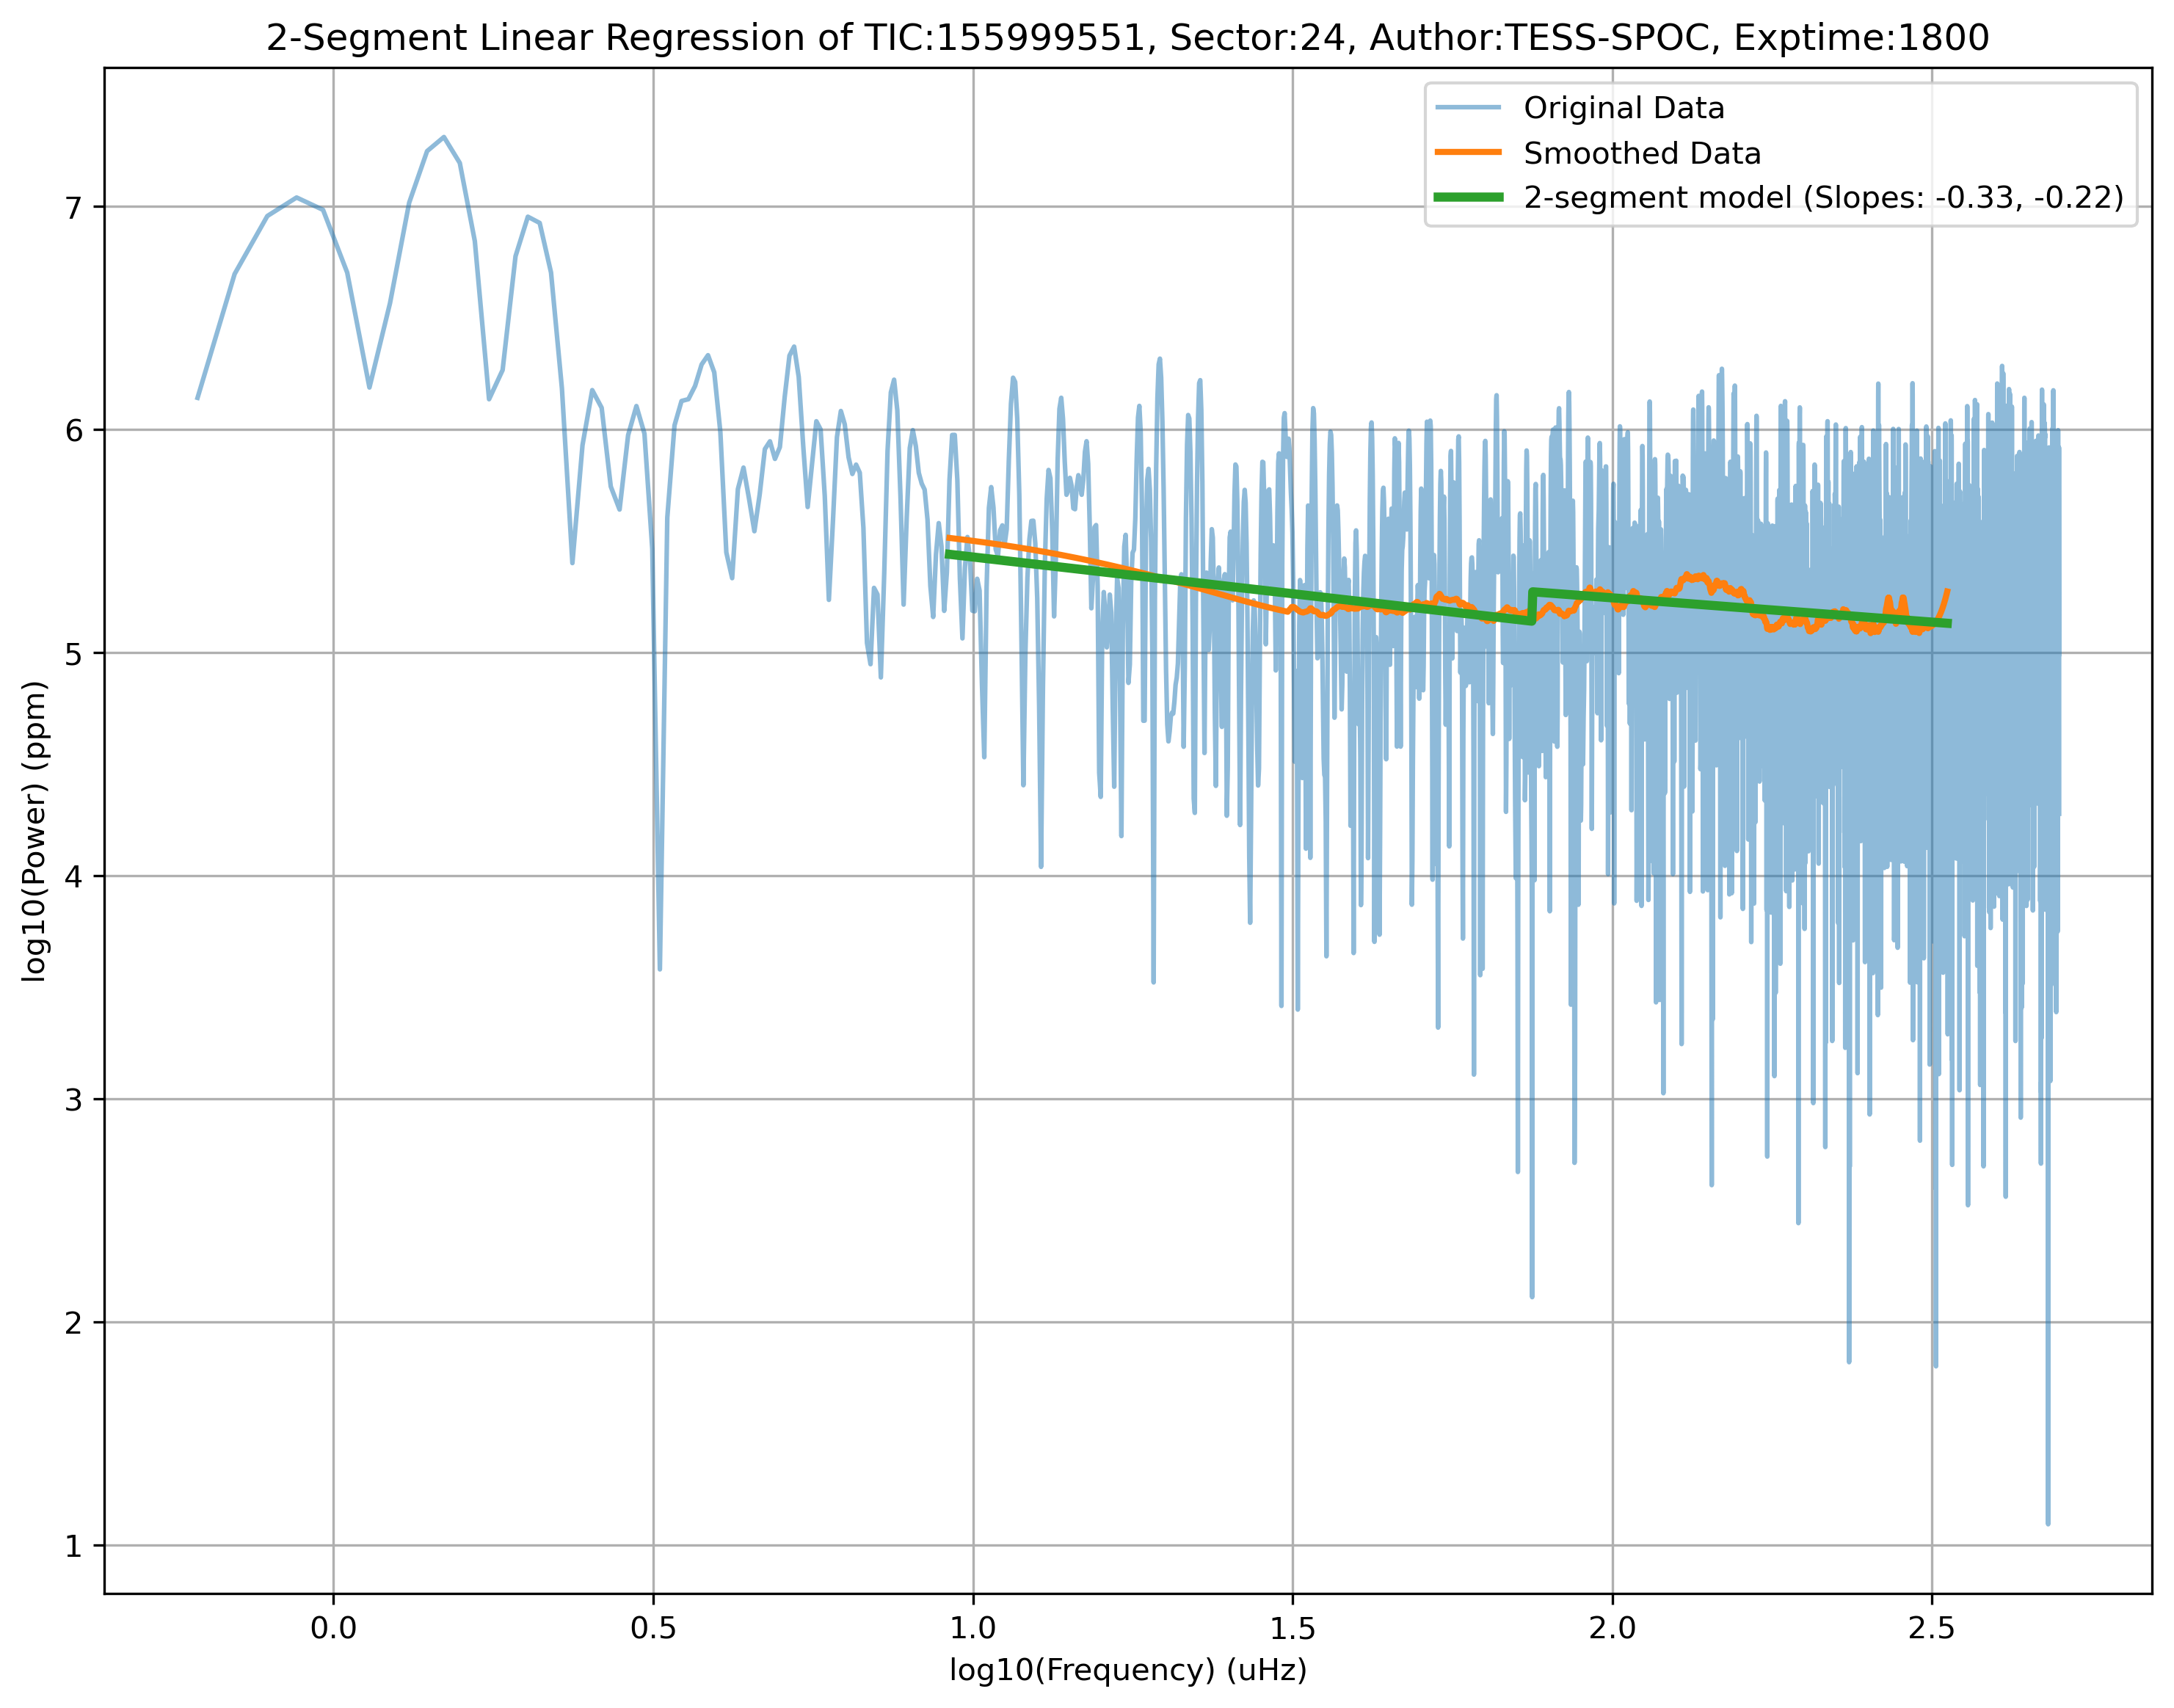 2-Segment Linear Regression of TIC:155999551, Sector:24, Author:TESS-SPOC, Exptime:1800
Original Data
Smoothed Data
2-segment model (Slopes: -0.33, -0.22)
log10(Power) (ppm)
7
6
5
4
3
2
1
0.0 0.5 1.0 1.5 2.0 2.5
log10(Frequency) (uHz)